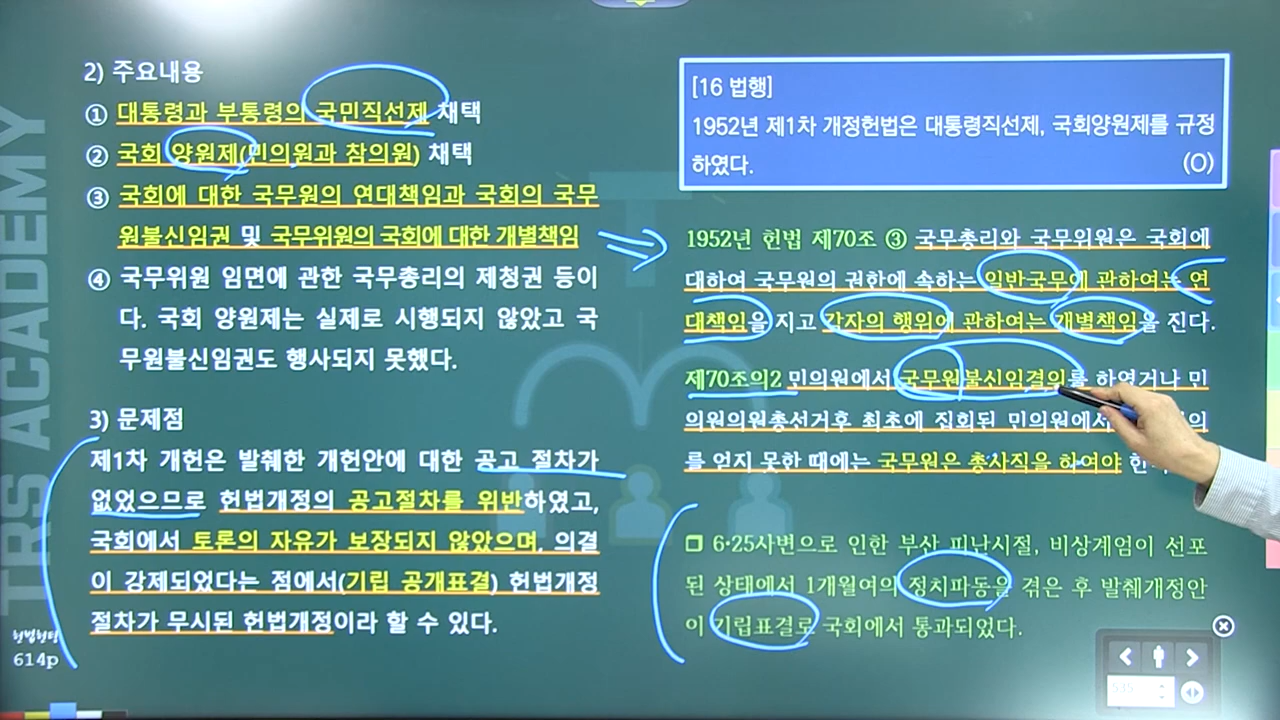 2) 주요내용
① 대통령과 부통령의 국민직선제 채택
② 국회 양원제(민의원과 참의원) 채택
③ 국회에 대한 국무원의 연대책임과 국회의 국무
원불신임권 및 국무위원의 국회에 대한 개별책임
④ 국무위원 임면에 관한 국무총리의 제청권 등이
다. 국회 양원제는 실제로 시행되지 않았고 국
무원불신임권도 행사되지 못했다.
3) 문제점
제1차 개헌은 발췌한 개헌안에 대한 공고 절차가
없었으므로 헌법개정의 공고절차를 위반하였고,
국회에서 토론의 자유가 보장되지 않았으며, 의결
이 강제되었다는 점에서(기립 공개표결) 헌법개정
절차가 무시된 헌법개정이라 할 수 있다.
614p
TRS ACADEMY
[16 법행]
1952년 제1차 개정헌법은 대통령직선제, 국회양원제를 규정
하였다. (O)
1952년 헌법 제70조 ③ 국무총리와 국무위원은 국회에
대하여 국무원의 권한에 속하는 일반국무에 관하여는 연
대책임을 지고 각자의 행위에 관하여는 개별책임을 진다.
제70조의2 민의원에서 국무원불신임결의를 하였거나 민
의원의원총선거후 최초에 집회된 민의원에서 의
를 얻지 못한 때에는 국무원은 총사직을 하여야
❐ 6·25사변으로 인한 부산 피난시절, 비상계엄이 선포
된 상태에서 1개월여의 정치파동을 겪은 후 발췌개정안
이 기립표결로 국회에서 통과되었다.
535